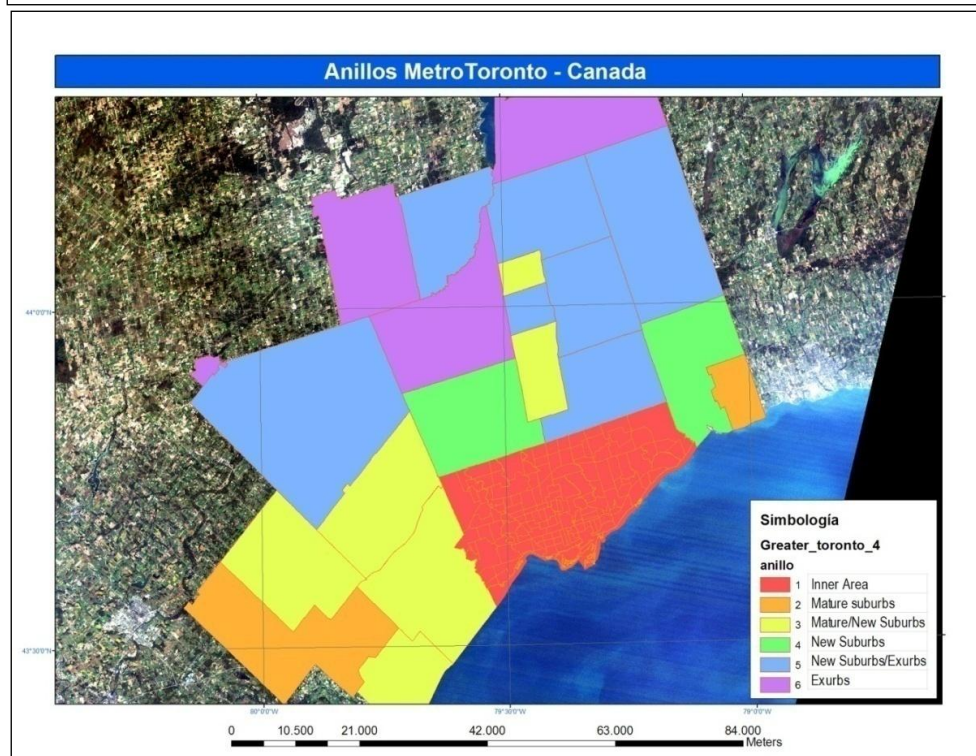 Anillos MetroToronto - Canada
44°0'0"N
43°30'0"N
Simbología
Greater_toronto_4
anillo
1 Inner Area
2 Mature suburbs
3 Mature/New Suburbs
4 New Suburbs
5 New Suburbs/Exurbs
6 Exurbs
80°0'0"W 79°30'0"W 79°0'0"W
0 10.500 21.000 42.000 63.000 84.000
Meters